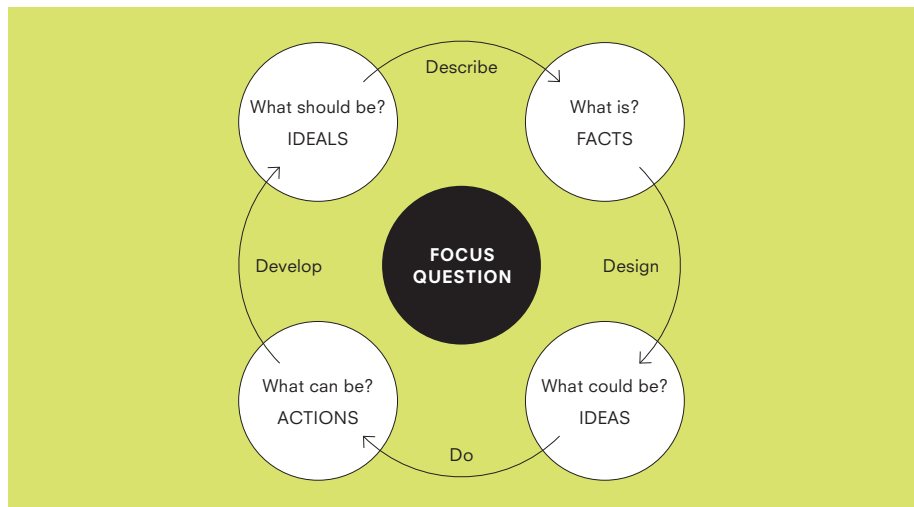 Describe
What should be?
IDEALS
What is?
FACTS
FOCUS
QUESTION
Develop
Design
What can be?
ACTIONS
What could be?
IDEAS
Do